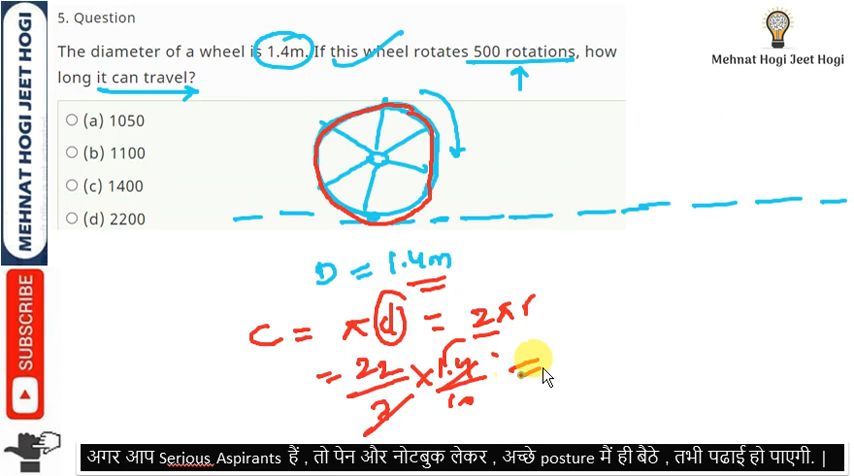 MEHNAT HOGI JEET HOGI
SUBSCRIBE
5. Question
The diameter of a wheel is 1.4m. If this wheel rotates 500 rotations, how
long it can travel?
(a) 1050
(b) 1100
(c) 1400
(d) 2200
Mehnat Hogi Jeet Hogi
D = 1.4m
C = πd = 2πr
= 22/7 × 1.4/10 =
अगर आप Serious Aspirants हैं , तो पेन और नोटबुक लेकर , अच्छे posture मैं ही बैठे , तभी पढाई हो पाएगी. |